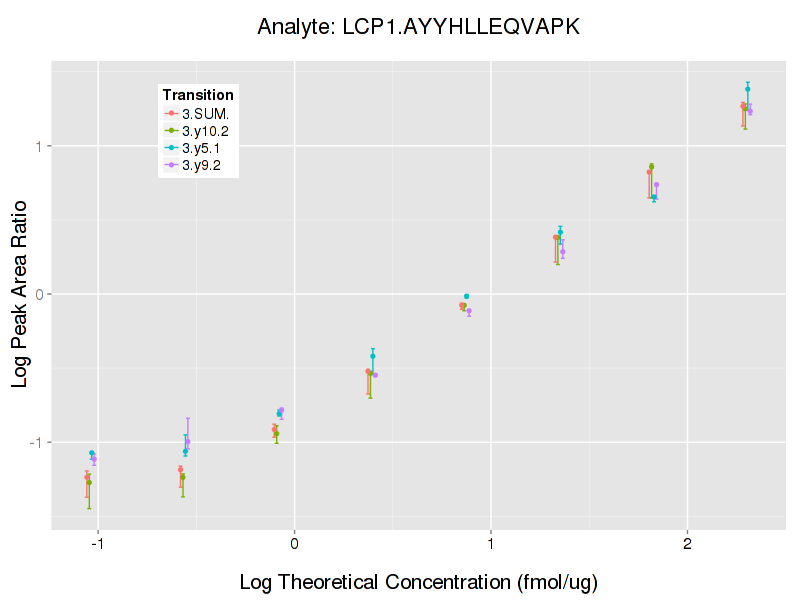 Analyte: LCP1.AYYHLLEQVAPK
Transition
3.SUM.
3.y10.2
3.y5.1
3.y9.2
Log Peak Area Ratio
1
0
-1
-1
0
1
2
Log Theoretical Concentration (fmol/ug)